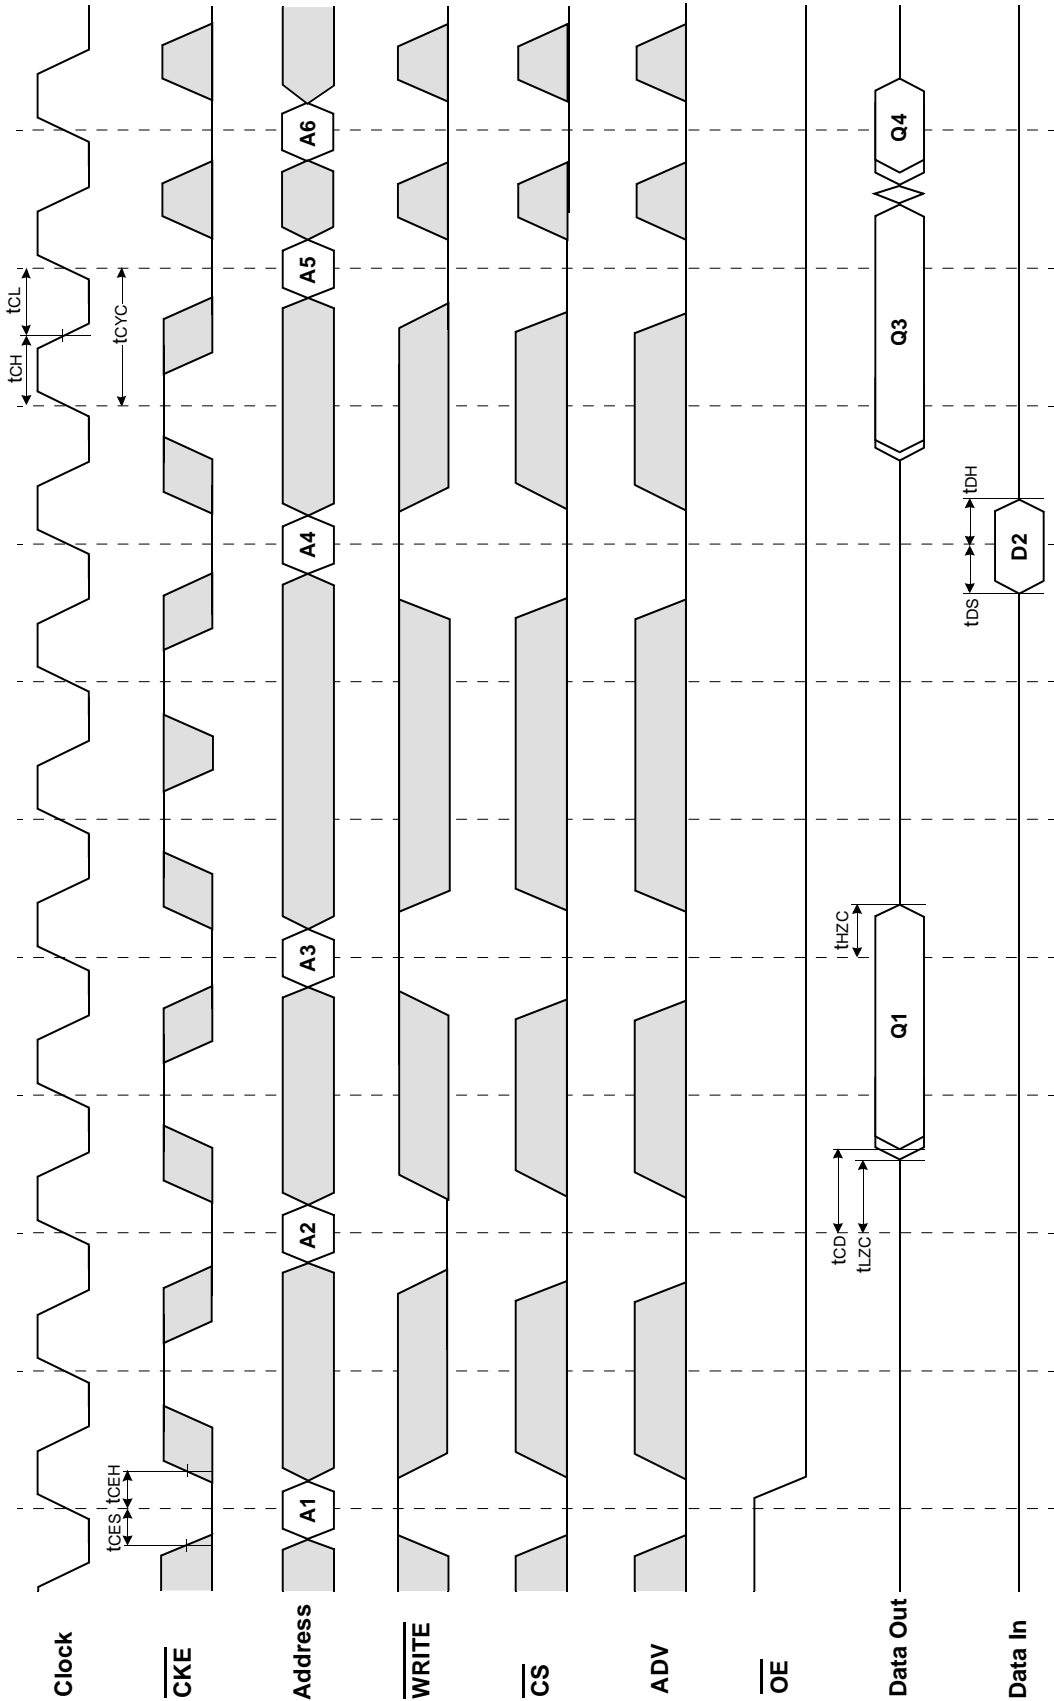 Clock
tCH
tCL
tCES
tCEH
tCYC
CKE
Address
A1
A2
A3
A4
A5
A6
WRITE
CS
ADV
OE
tCD
tLZC
tHZC
Data Out
Q1
Q3
Q4
tDS
tDH
Data In
D2